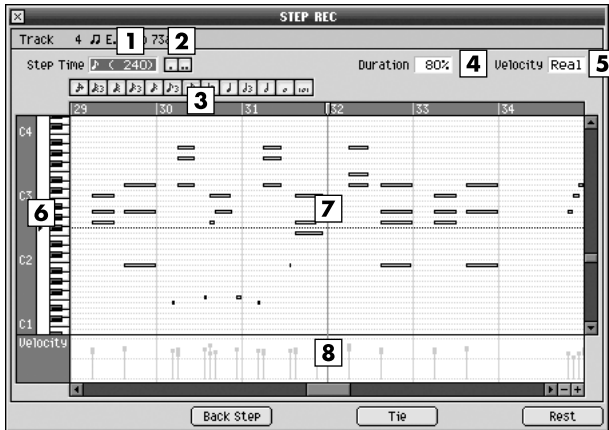 STEP REC
Track 4 E. 1 2
Step Time ( 240) . .. Duration 80% 4 Velocity Real 5
3
29 30 31 32 33 34
C4
C3
6 7
C2
C1
Velocity
8
- +
Back Step Tie Rest